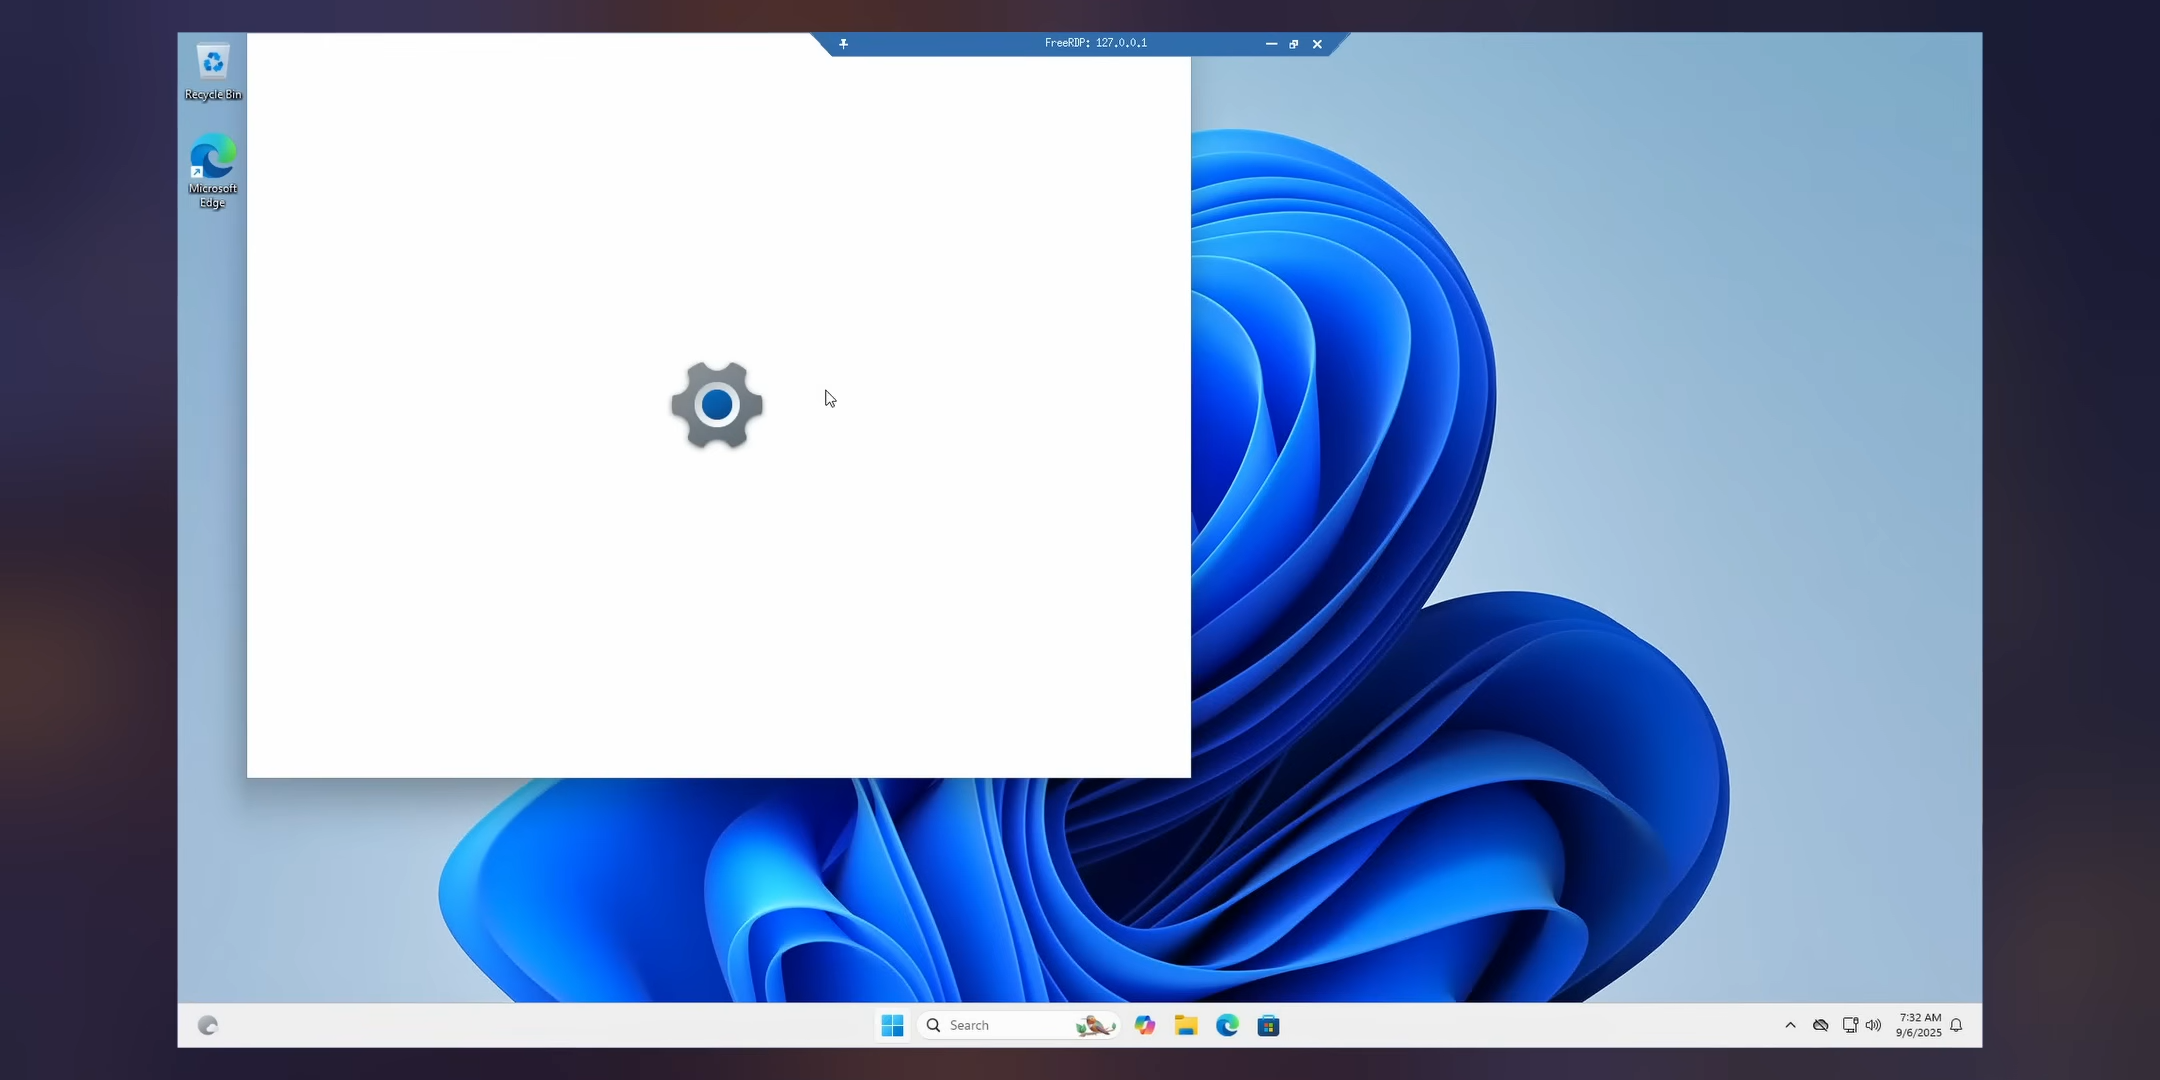 FreeRDP: 127.0.0.1
Recycle Bin
Microsoft
Edge
Search
7:32 AM
9/6/2025